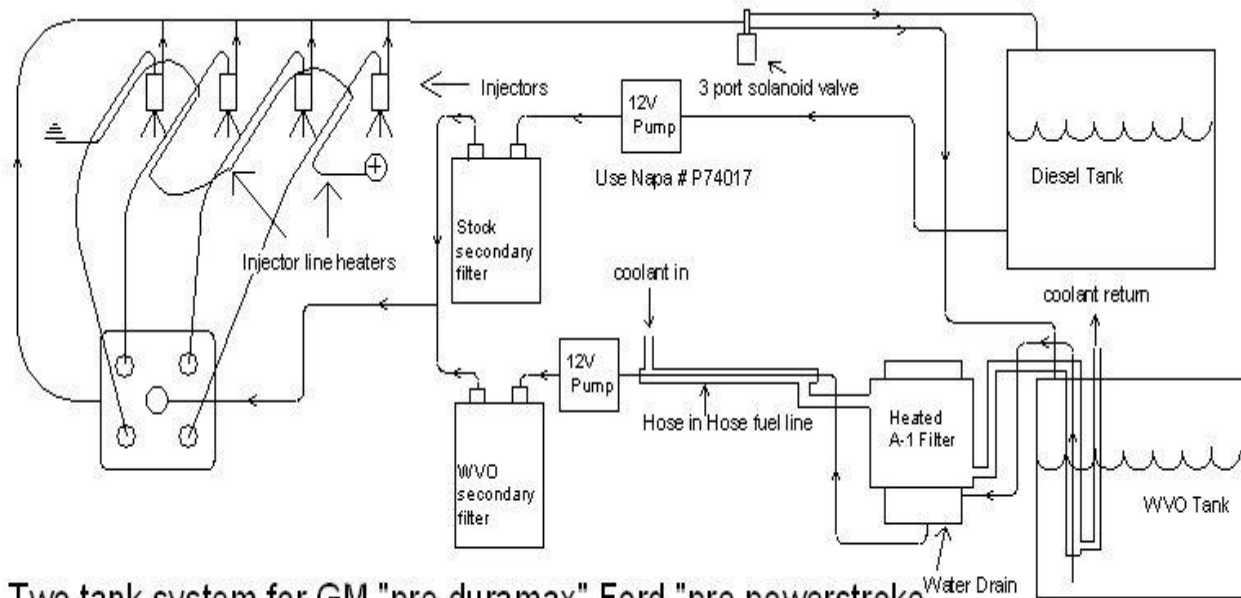 3 port solanoid valve
Injectors
12V
Pump
Use Napa # P74017
Diesel Tank
Stock
secondary
filter
Injector line heaters
coolant in
coolant return
12V
Pump
Hose in Hose fuel line
Heated
A-1 Filter
WVO
secondary
filter
WVO Tank
Water Drain
Two tank system for GM "pre duramax" Ford "pre powerstroke